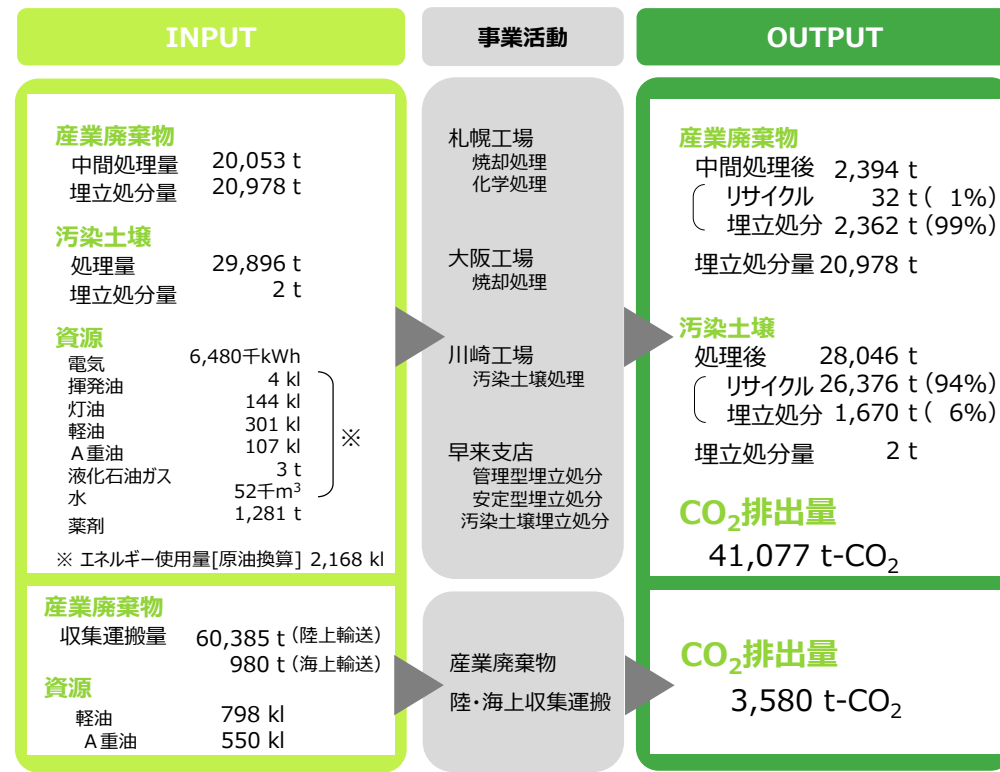 INPUT
産業廃棄物
中間処理量 20,053 t
埋立処分量 20,978 t
汚染土壌
処理量 29,896 t
埋立処分量 2 t
資源
電気 6,480千kWh
揮発油 4 kl
灯油 144 kl
軽油 301 kl
A重油 107 kl
液化石油ガス 3 t
水 52千m³
薬剤 1,281 t
※
※ エネルギー使用量[原油換算] 2,168 kl
産業廃棄物
収集運搬量 60,385 t (陸上輸送)
980 t (海上輸送)
資源
軽油 798 kl
A重油 550 kl
事業活動
札幌工場
焼却処理
化学処理
大阪工場
焼却処理
川崎工場
汚染土壌処理
早来支店
管理型埋立処分
安定型埋立処分
汚染土壌埋立処分
産業廃棄物
陸・海上収集運搬
OUTPUT
産業廃棄物
中間処理後 2,394 t
リサイクル 32 t ( 1%)
埋立処分 2,362 t (99%)
埋立処分量 20,978 t
汚染土壌
処理後 28,046 t
リサイクル 26,376 t (94%)
埋立処分 1,670 t ( 6%)
埋立処分量 2 t
CO₂排出量
41,077 t-CO₂
CO₂排出量
3,580 t-CO₂